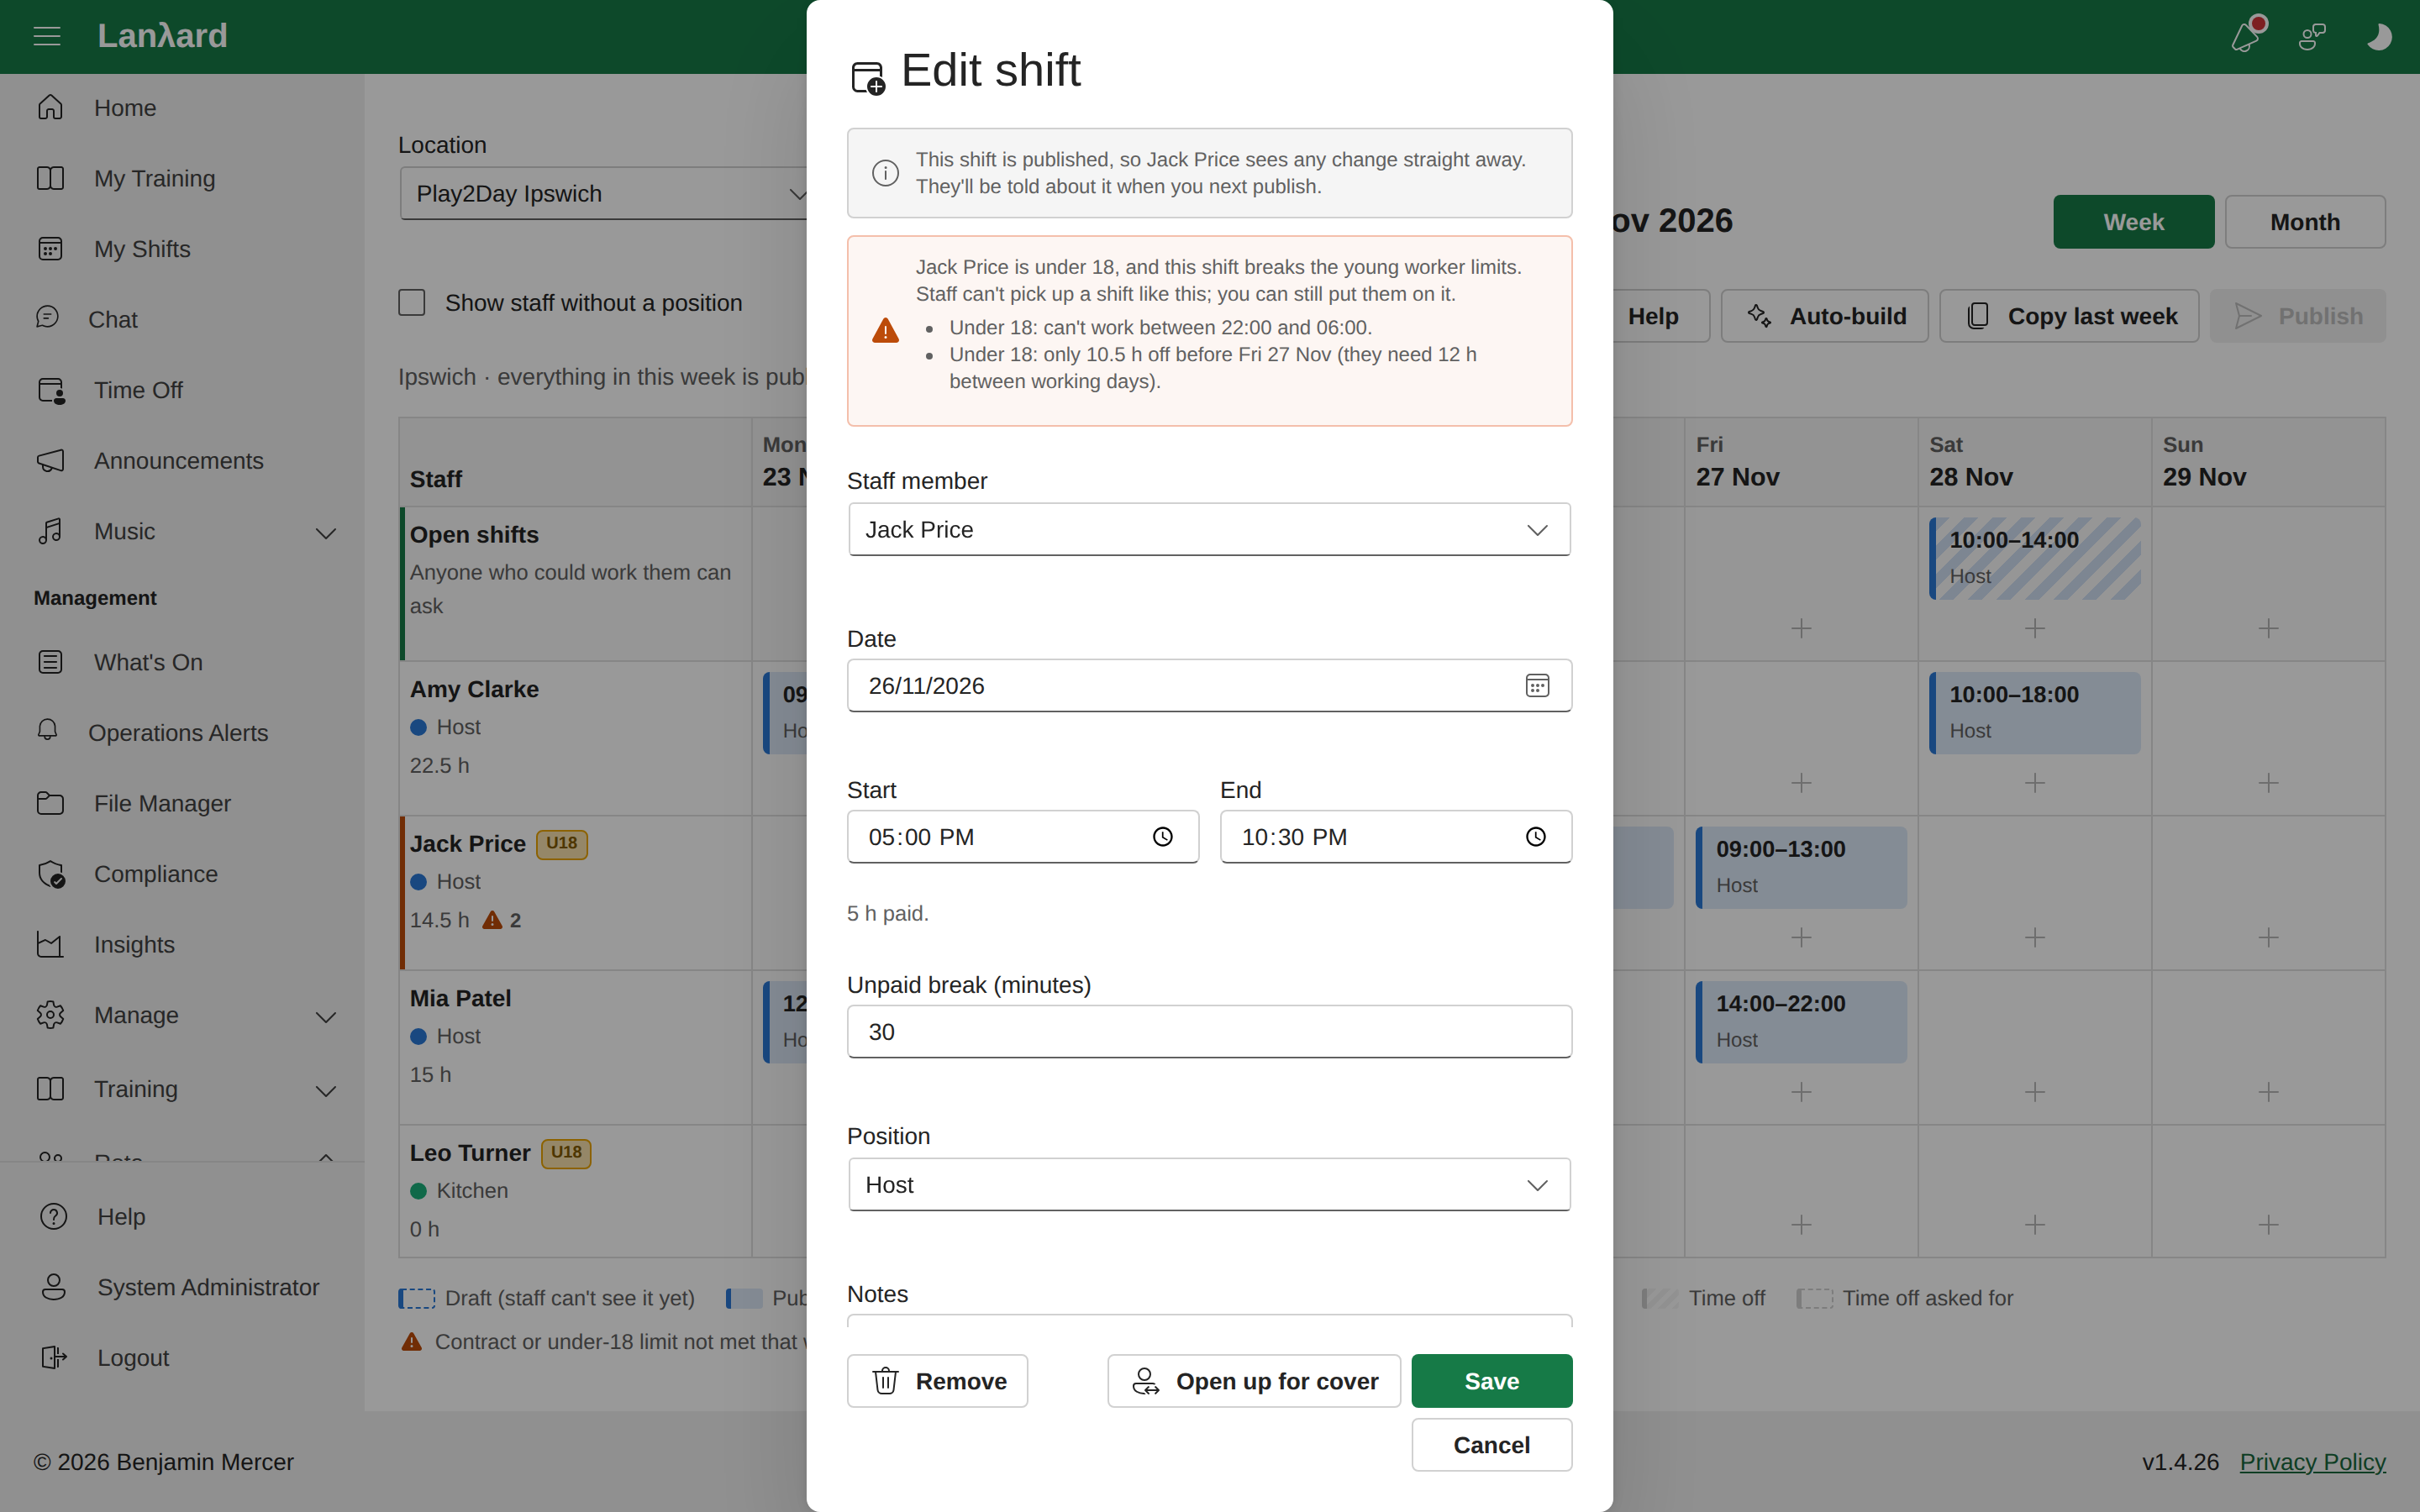 Lanλard
Home
My Training
My Shifts
Chat
Time Off
Announcements
Music
Management
What's On
Operations Alerts
File Manager
Compliance
Insights
Manage
Training
Rota
Help
System Administrator
Logout
© 2026 Benjamin Mercer
Location
Play2Day Ipswich
ov 2026
Week
Month
Show staff without a position
Help
Auto-build
Copy last week
Publish
Ipswich · everything in this week is publ
Staff
Mon
23 N
Fri
27 Nov
Sat
28 Nov
Sun
29 Nov
Open shifts
Anyone who could work them can
ask
10:00–14:00
Host
Amy Clarke
Host
22.5 h
09
Ho
10:00–18:00
Host
Jack Price U18
Host
14.5 h 2
09:00–13:00
Host
Mia Patel
Host
15 h
12
Ho
14:00–22:00
Host
Leo Turner U18
Kitchen
0 h
Draft (staff can't see it yet)
Pub
Time off
Time off asked for
Contract or under-18 limit not met that w
v1.4.26
Privacy Policy
Edit shift
This shift is published, so Jack Price sees any change straight away.
They'll be told about it when you next publish.
Jack Price is under 18, and this shift breaks the young worker limits.
Staff can't pick up a shift like this; you can still put them on it.
Under 18: can't work between 22:00 and 06:00.
Under 18: only 10.5 h off before Fri 27 Nov (they need 12 h
between working days).
Staff member
Jack Price
Date
26/11/2026
Start
05:00 PM
End
10:30 PM
5 h paid.
Unpaid break (minutes)
30
Position
Host
Notes
Remove
Open up for cover
Save
Cancel